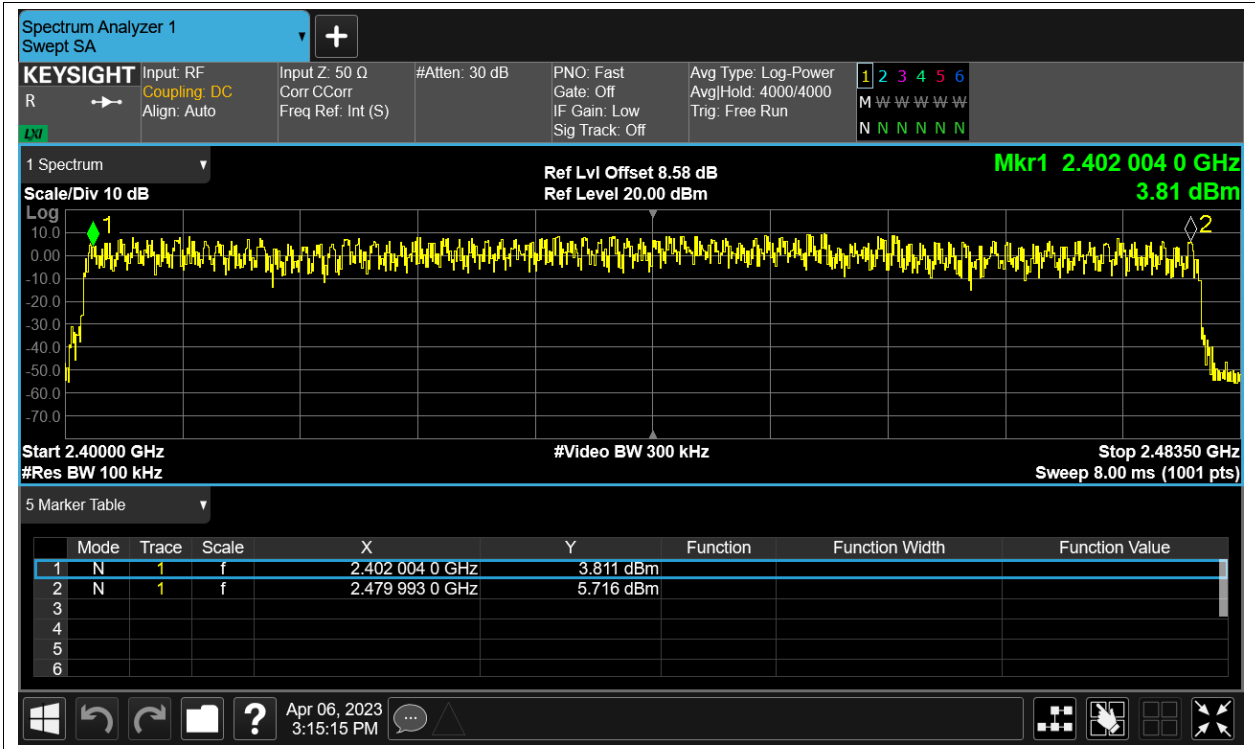 Spectrum Analyzer 1
Swept SA
+
KEYSIGHT Input: RF Input Z: 50 Ω #Atten: 30 dB PNO: Fast Avg Type: Log-Power 1 2 3 4 5 6
R Coupling: DC Corr CCorr Gate: Off Avg|Hold: 4000/4000 M W W W W W
Align: Auto Freq Ref: Int (S) IF Gain: Low Trig: Free Run
LXI Sig Track: Off N N N N N N
1 Spectrum Ref Lvl Offset 8.58 dB Mkr1 2.402 004 0 GHz
Scale/Div 10 dB Ref Level 20.00 dBm 3.81 dBm
Log
1 2
10.0
0.00
-10.0
-20.0
-30.0
-40.0
-50.0
-60.0
-70.0
Start 2.40000 GHz #Video BW 300 kHz Stop 2.48350 GHz
#Res BW 100 kHz Sweep 8.00 ms (1001 pts)
5 Marker Table
Mode Trace Scale X Y Function Function Width Function Value
1 N 1 f 2.402 004 0 GHz 3.811 dBm
2 N 1 f 2.479 993 0 GHz 5.716 dBm
3
4
5
6
? Apr 06, 2023
3:15:15 PM